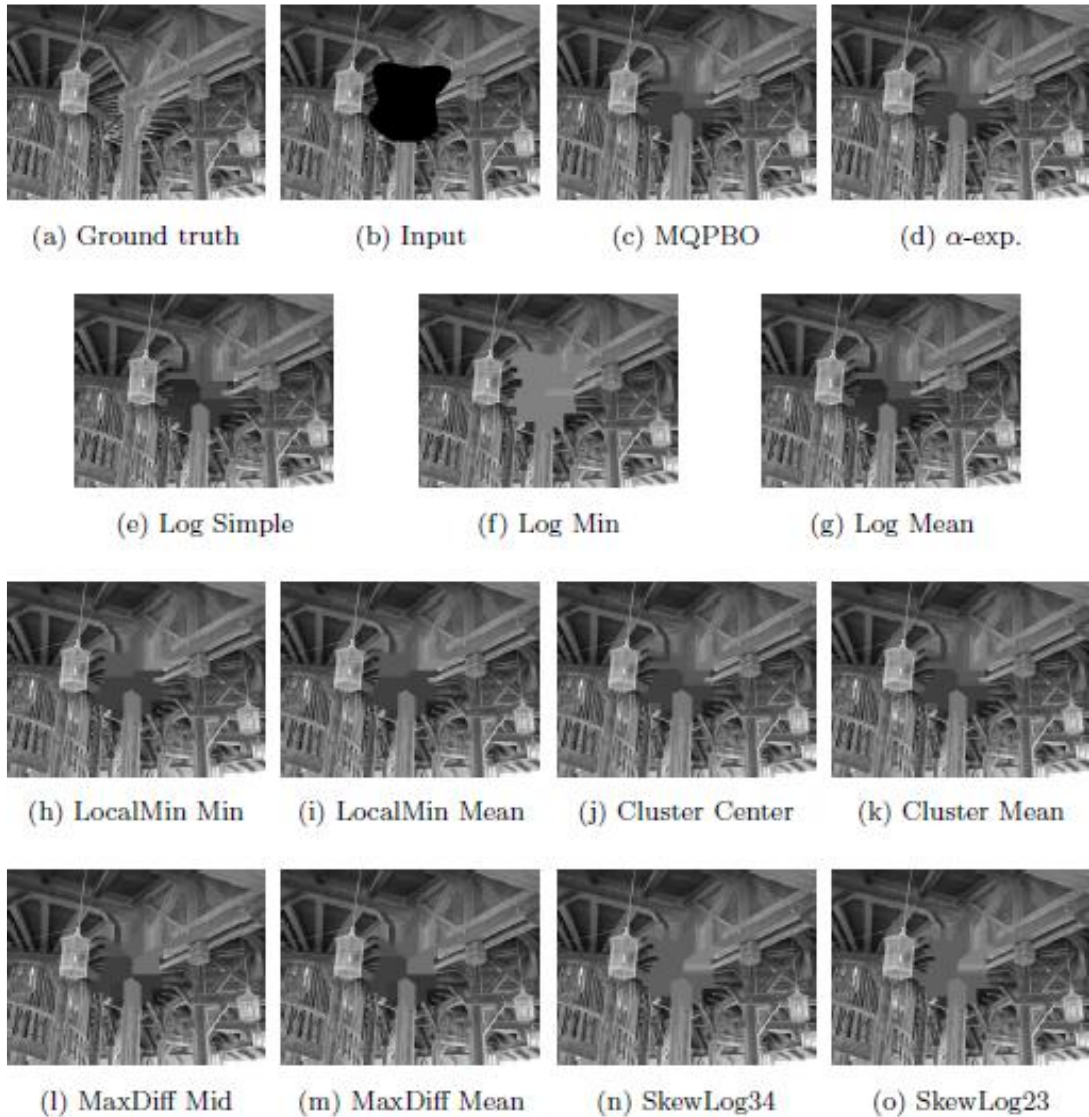 (a) Ground truth (b) Input (c) MQPBO (d) α-exp.
(e) Log Simple (f) Log Min (g) Log Mean
(h) LocalMin Min (i) LocalMin Mean (j) Cluster Center (k) Cluster Mean
(l) MaxDiff Mid (m) MaxDiff Mean (n) SkewLog34 (o) SkewLog23